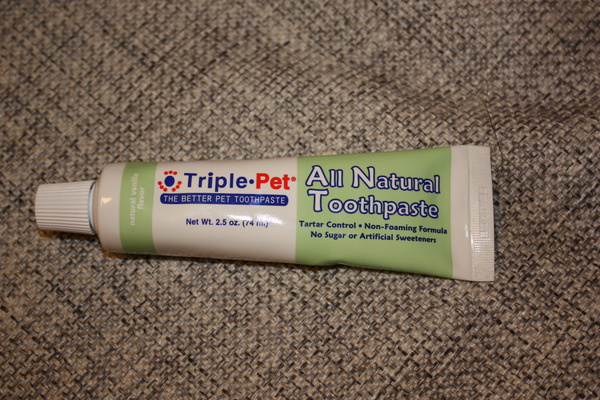 natural vanilla
flavor
Triple•Pet®
THE BETTER PET TOOTHPASTE
Net Wt. 2.5 oz. (74 ml)
All Natural
Toothpaste
Tartar Control • Non-Foaming Formula
No Sugar or Artificial Sweeteners